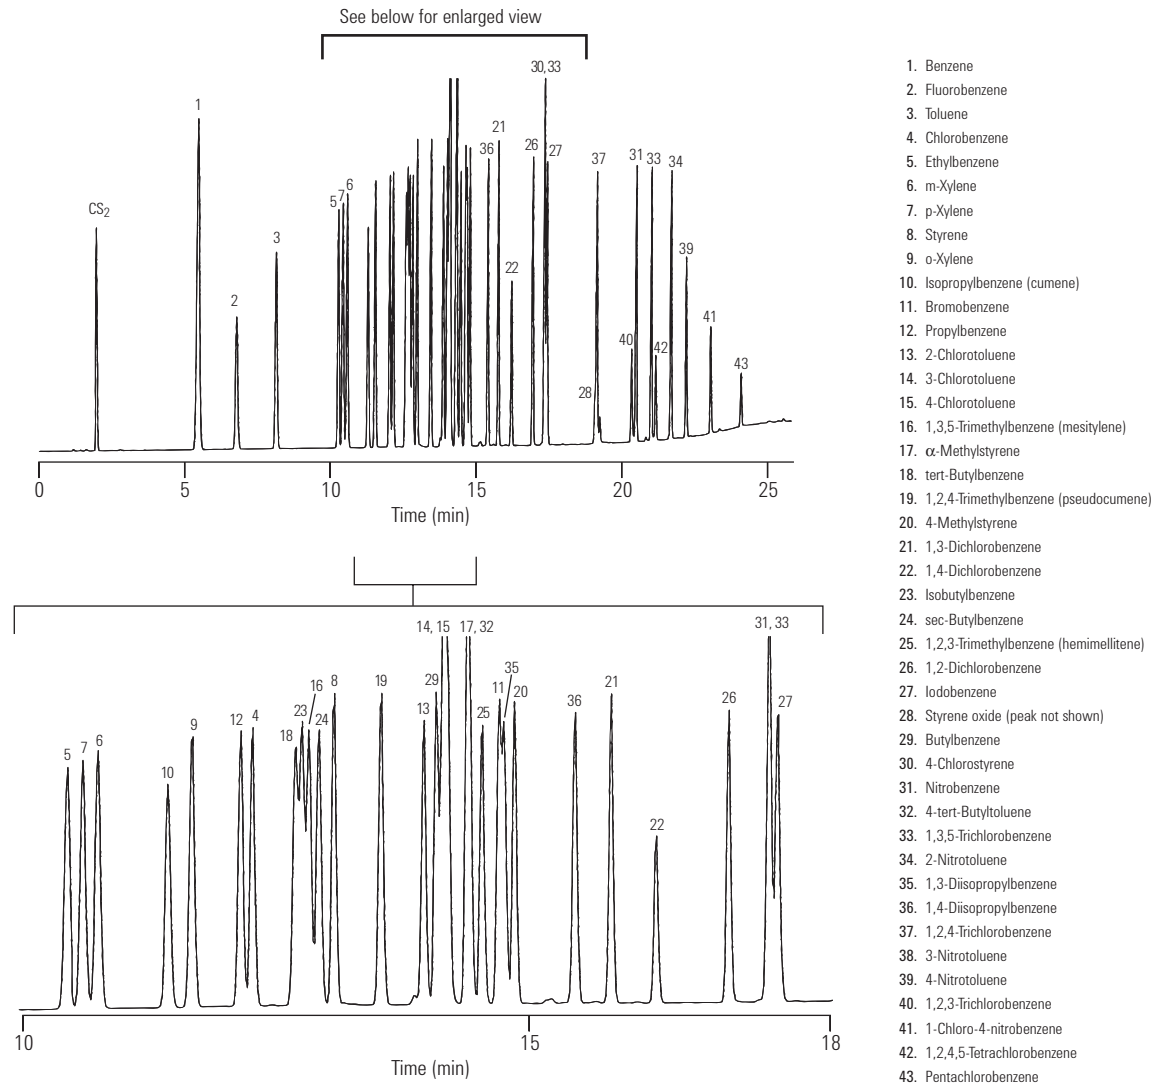 See below for enlarged view
30,33
1
21
36
26
27
31
33
34
37
7
6
5
CS2
3
39
22
2
41
40
42
43
28
0
5
10
15
20
25
Time (min)
14, 15
17, 32
31, 33
35
16
8
29
11
20
19
21
23
12
4
24
13
25
36
26
27
9
18
5
7
6
10
22
10
15
18
Time (min)
1. Benzene
2. Fluorobenzene
3. Toluene
4. Chlorobenzene
5. Ethylbenzene
6. m-Xylene
7. p-Xylene
8. Styrene
9. o-Xylene
10. Isopropylbenzene (cumene)
11. Bromobenzene
12. Propylbenzene
13. 2-Chlorotoluene
14. 3-Chlorotoluene
15. 4-Chlorotoluene
16. 1,3,5-Trimethylbenzene (mesitylene)
17. α-Methylstyrene
18. tert-Butylbenzene
19. 1,2,4-Trimethylbenzene (pseudocumene)
20. 4-Methylstyrene
21. 1,3-Dichlorobenzene
22. 1,4-Dichlorobenzene
23. Isobutylbenzene
24. sec-Butylbenzene
25. 1,2,3-Trimethylbenzene (hemimellitene)
26. 1,2-Dichlorobenzene
27. Iodobenzene
28. Styrene oxide (peak not shown)
29. Butylbenzene
30. 4-Chlorostyrene
31. Nitrobenzene
32. 4-tert-Butyltoluene
33. 1,3,5-Trichlorobenzene
34. 2-Nitrotoluene
35. 1,3-Diisopropylbenzene
36. 1,4-Diisopropylbenzene
37. 1,2,4-Trichlorobenzene
38. 3-Nitrotoluene
39. 4-Nitrotoluene
40. 1,2,3-Trichlorobenzene
41. 1-Chloro-4-nitrobenzene
42. 1,2,4,5-Tetrachlorobenzene
43. Pentachlorobenzene